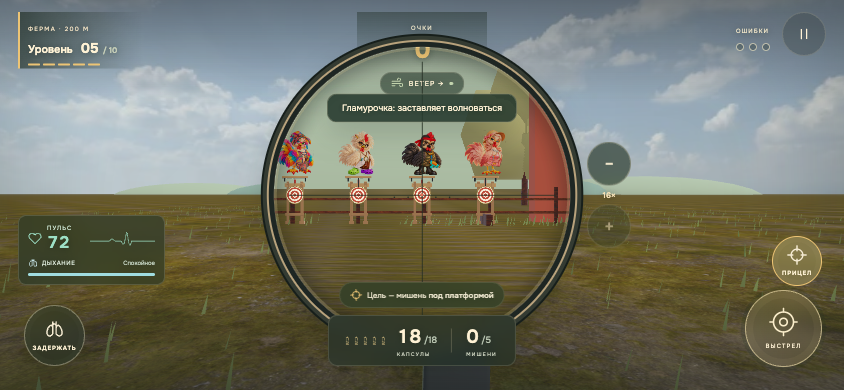 ФЕРМА · 200 М
Уровень 05 / 10
ОЧКИ
0
ОШИБКИ
ВЕТЕР →
Гламурочка: заставляет волноваться
16×
ПУЛЬС
72
ДЫХАНИЕ Спокойное
ЗАДЕРЖАТЬ
Цель — мишень под платформой
18 /18
КАПСУЛЫ
0 /5
МИШЕНИ
ПРИЦЕЛ
ВЫСТРЕЛ